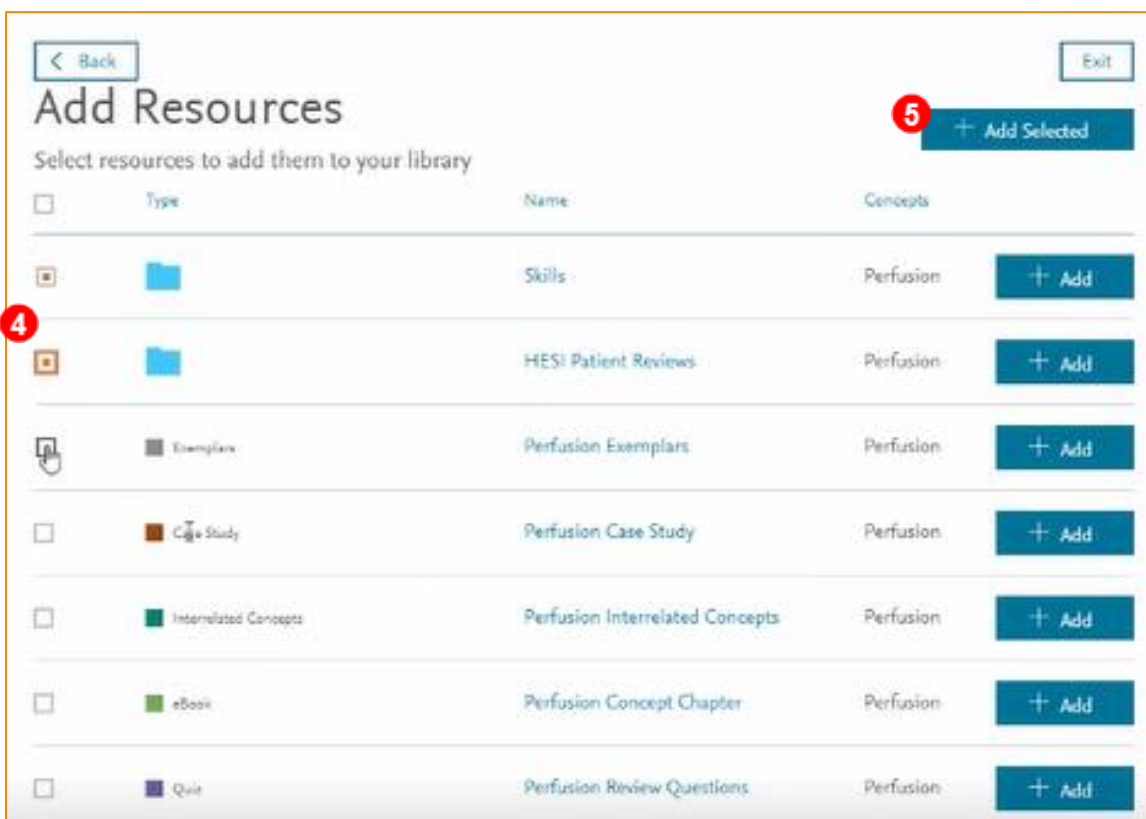 Back
Exit
Add Resources
5
+ Add Selected
Select resources to add them to your library
Type Name Concepts
Skills Perfusion + Add
4
HESI Patient Reviews Perfusion + Add
Exemplars Perfusion Exemplars Perfusion + Add
Case Study Perfusion Case Study Perfusion + Add
Interrelated Concepts Perfusion Interrelated Concepts Perfusion + Add
eBook Perfusion Concept Chapter Perfusion + Add
Quiz Perfusion Review Questions Perfusion + Add